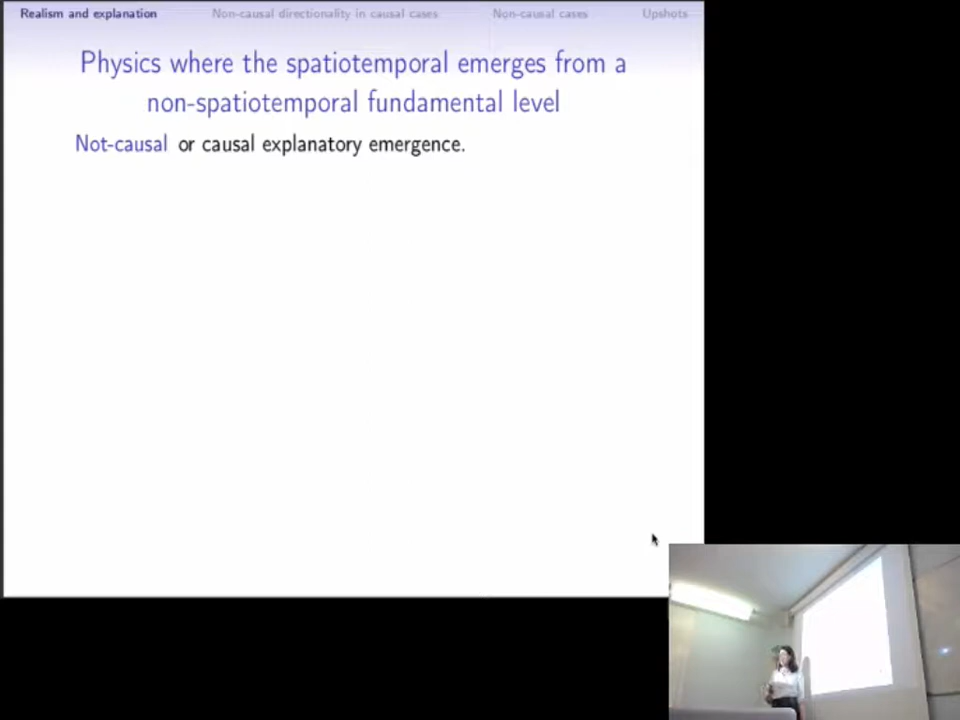 Realism and explanation Non-causal directionality in causal cases Non-causal cases Upshots
Physics where the spatiotemporal emerges from a
non-spatiotemporal fundamental level
Not-causal or causal explanatory emergence.